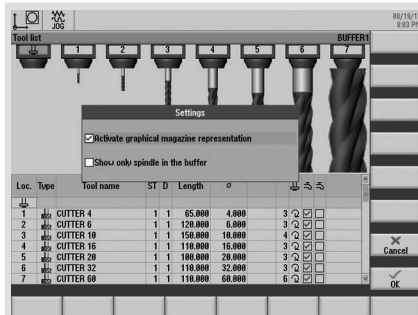 JOG
08/19/1
8:03 PM
Tool list
BUFFER1
1 2 3 4 5 6 7
Settings
Activate graphical magazine representation
Show only spindle in the buffer
Loc. Type Tool name ST D Length ø
1 CUTTER 4 1 1 65.000 4.000 3
2 CUTTER 6 1 1 120.000 6.000 3
3 CUTTER 10 1 1 150.000 10.000 4
4 CUTTER 16 1 1 110.000 16.000 3
5 CUTTER 20 1 1 100.000 20.000 3
6 CUTTER 32 1 1 110.000 32.000 3
7 CUTTER 60 1 1 110.000 60.000 6
Cancel
OK